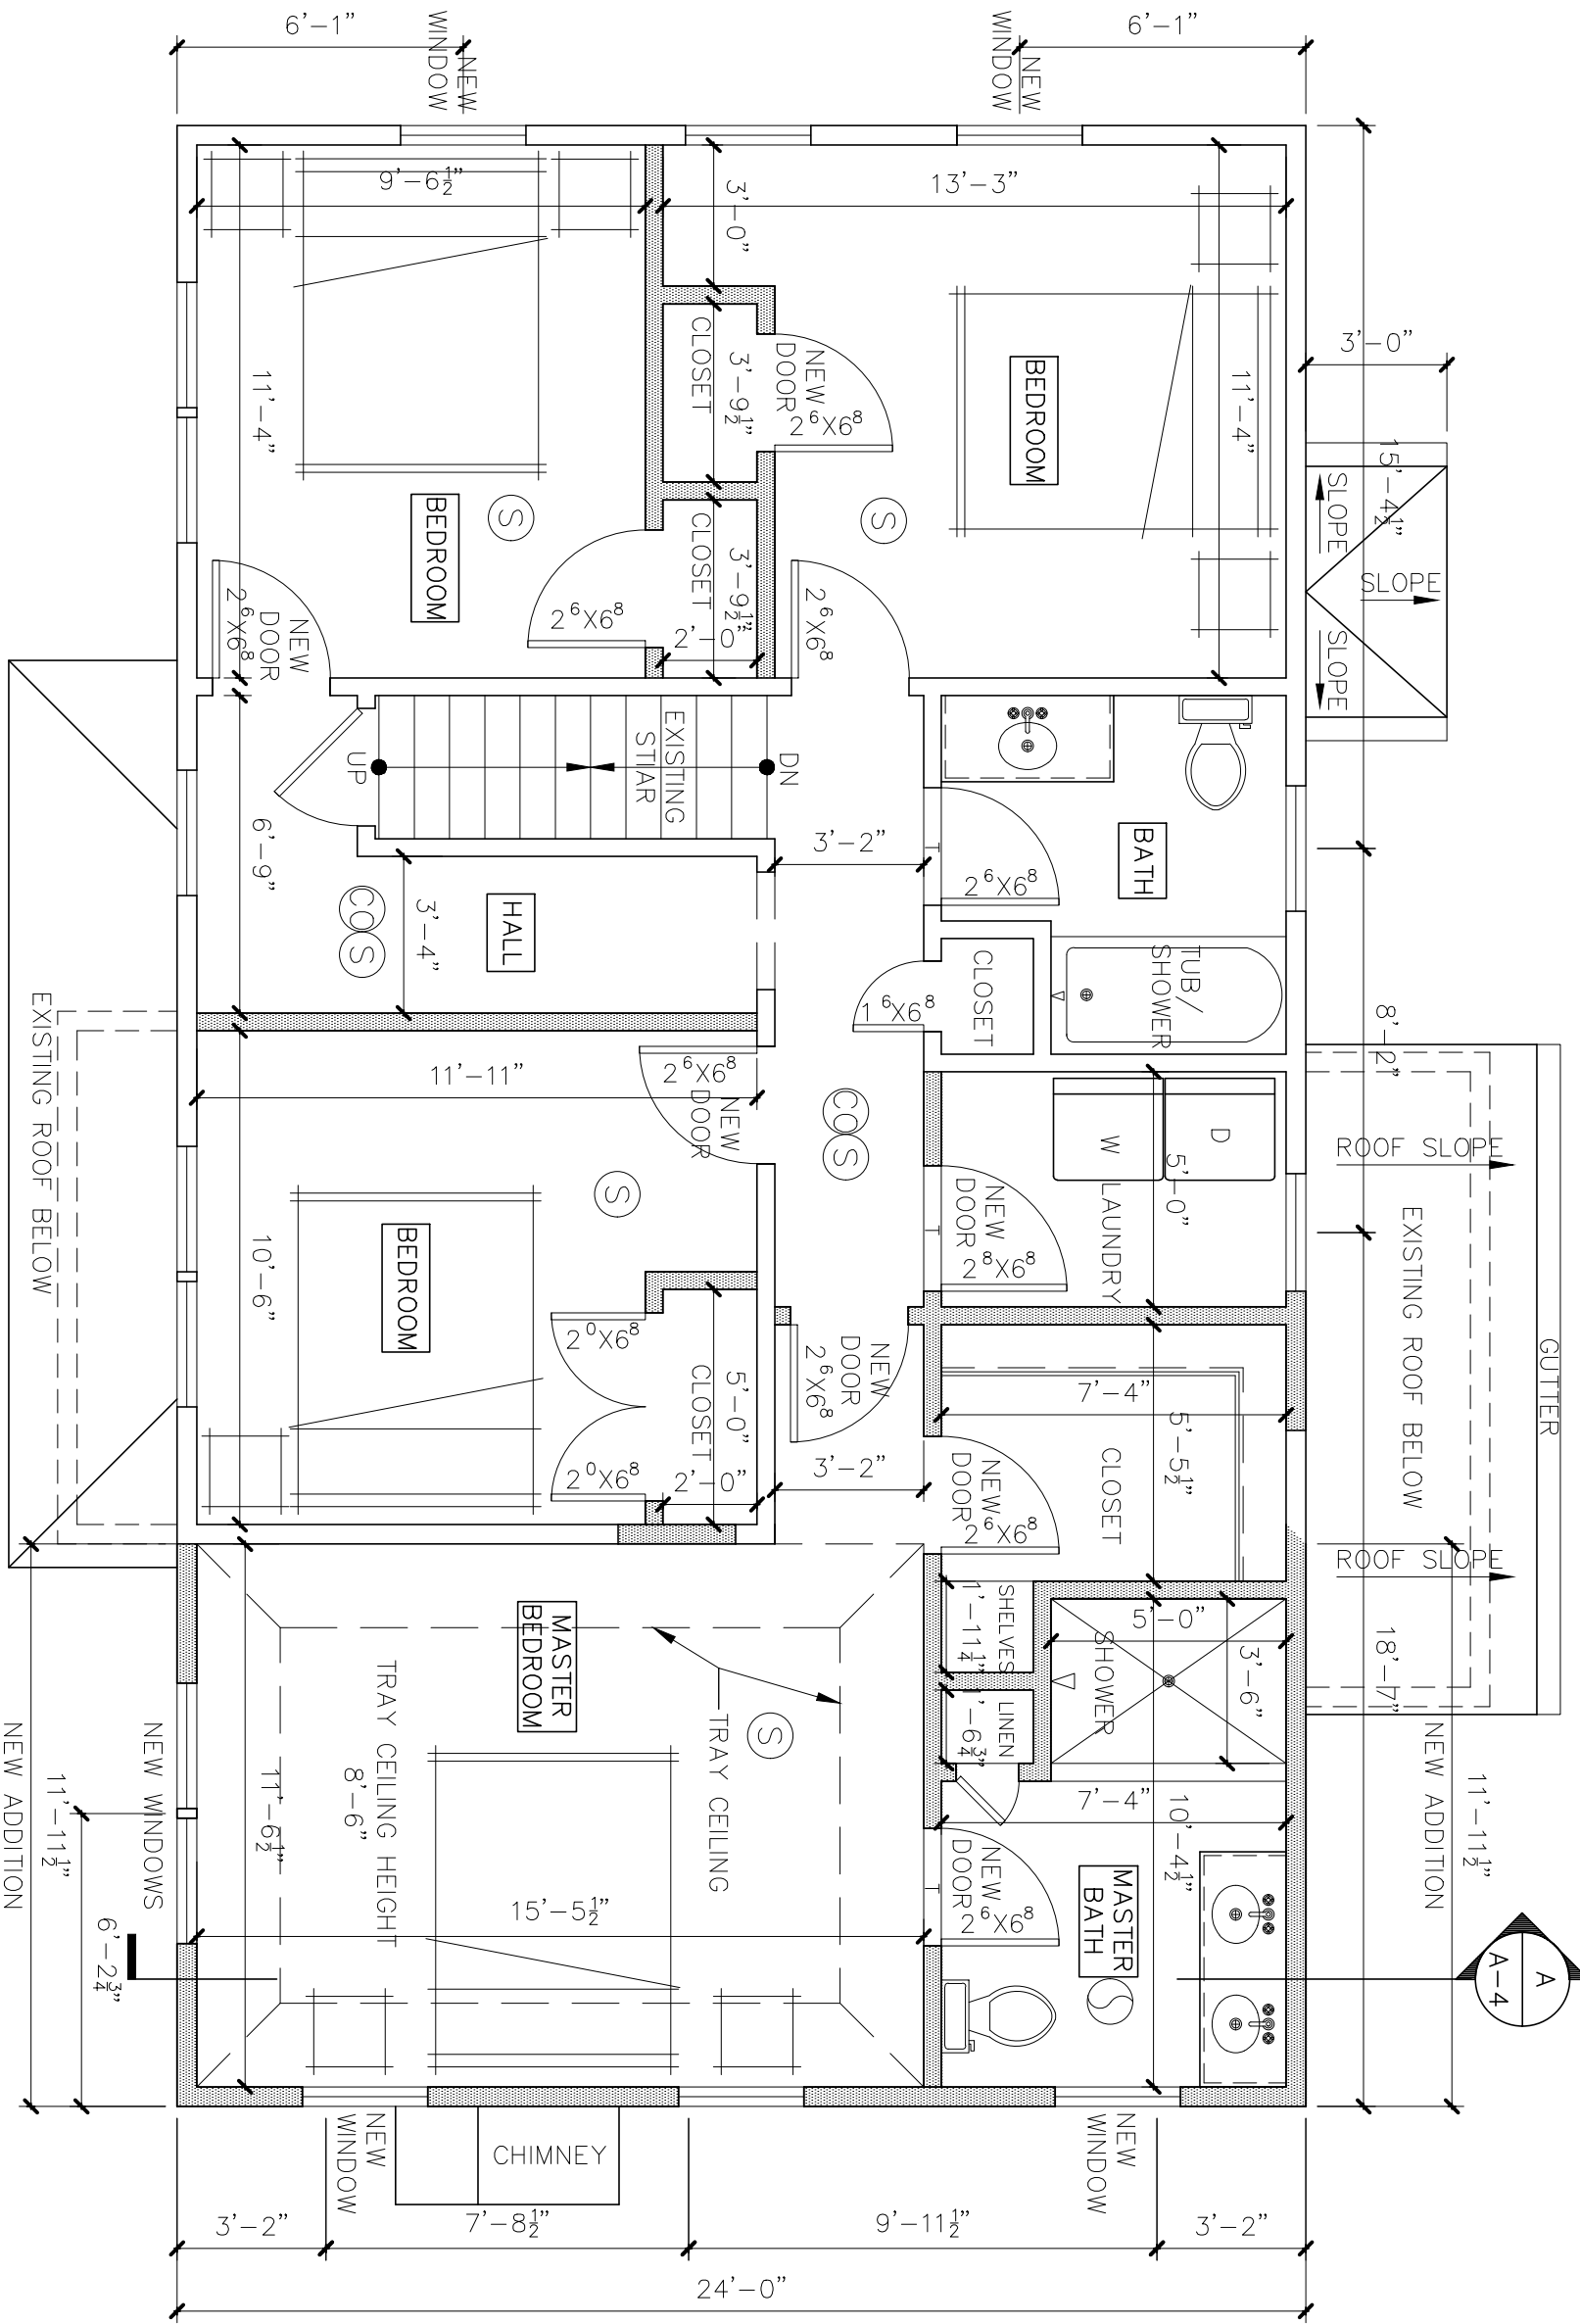 6'-1"
6'-1"
NEW
WINDOW
NEW
WINDOW
9'-6½"
3'-0"
13'-3"
3'-0"
11'-4"
BEDROOM
S
CLOSET
3'-9½"
NEW
DOOR
2⁶X6⁸
BEDROOM
11'-4"
S
15'-4½"
SLOPE
SLOPE
SLOPE
CLOSET
3'-9½"
2'-0"
2⁶X6⁸
2⁶X6⁸
NEW
DOOR
2⁶X6⁸
EXISTING
STIAR
UP
DN
6'-9"
3'-2"
BATH
2⁶X6⁸
TUB/
SHOWER
HALL
3'-4"
CO
S
CLOSET
1⁶X6⁸
8'-2"
EXISTING ROOF BELOW
11'-11"
2⁶X6⁸
NEW
DOOR
CO
S
D
W
5'-0"
LAUNDRY
NEW
DOOR
2⁸X6⁸
ROOF SLOPE
EXISTING ROOF BELOW
GUTTER
ROOF SLOPE
S
BEDROOM
10'-6"
2⁰X6⁸
2⁰X6⁸
CLOSET
5'-0"
2'-0"
NEW
DOOR
2⁶X6⁸
3'-2"
7'-4"
5'-5½"
CLOSET
NEW
DOOR
2⁶X6⁸
SHELVES
1'-11¼"
5'-0"
3'-6"
SHOWER
LINEN
1'-6¾"
18'-7"
NEW ADDITION
11'-11½"
MASTER
BEDROOM
TRAY CEILING
S
TRAY CEILING HEIGHT
8'-6"
11'-6½"
15'-5½"
7'-4"
10'-4½"
NEW
DOOR
2⁶X6⁸
MASTER
BATH
A
A-4
NEW WINDOWS
11'-11½"
NEW ADDITION
6'-2¾"
NEW
WINDOW
CHIMNEY
NEW
WINDOW
3'-2"
7'-8½"
9'-11½"
3'-2"
24'-0"